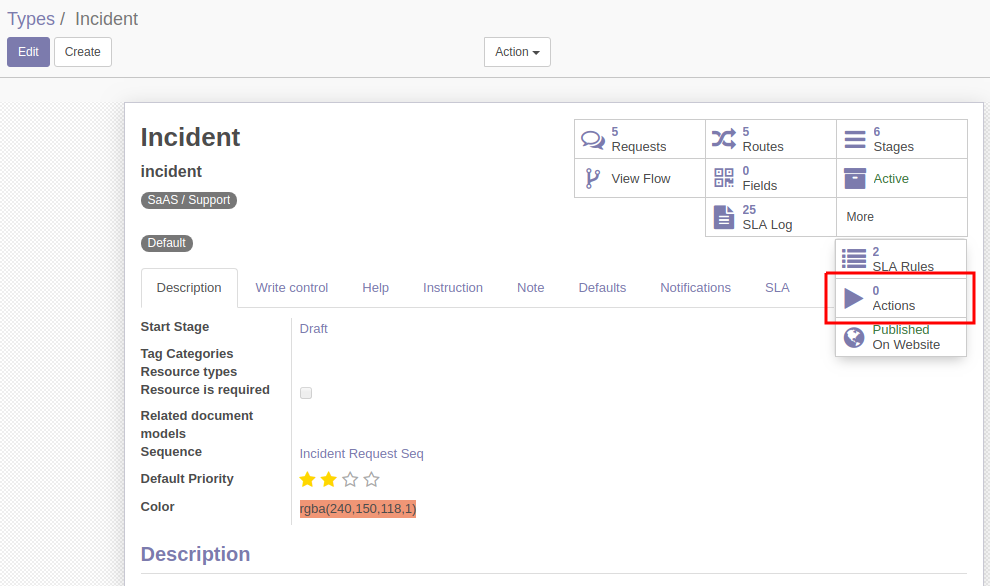 Types / Incident
Edit
Create
Action
Incident
incident
SaAS / Support
Default
5
Requests
5
Routes
6
Stages
View Flow
0
Fields
Active
25
SLA Log
More
2
SLA Rules
0
Actions
Published
On Website
Description
Write control
Help
Instruction
Note
Defaults
Notifications
SLA
Start Stage
Draft
Tag Categories
Resource types
Resource is required
Related document
models
Sequence
Incident Request Seq
Default Priority
Color
rgba(240,150,118,1)
Description